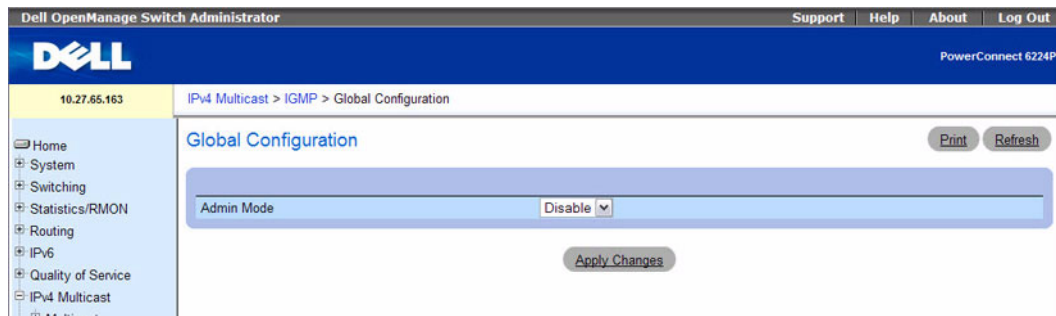 Dell OpenManage Switch Administrator
Support Help About Log Out
DELL
PowerConnect 6224P
10.27.65.163
IPv4 Multicast > IGMP > Global Configuration
Home
System
Switching
Statistics/RMON
Routing
IPv6
Quality of Service
IPv4 Multicast
Global Configuration
Print Refresh
Admin Mode Disable
Apply Changes